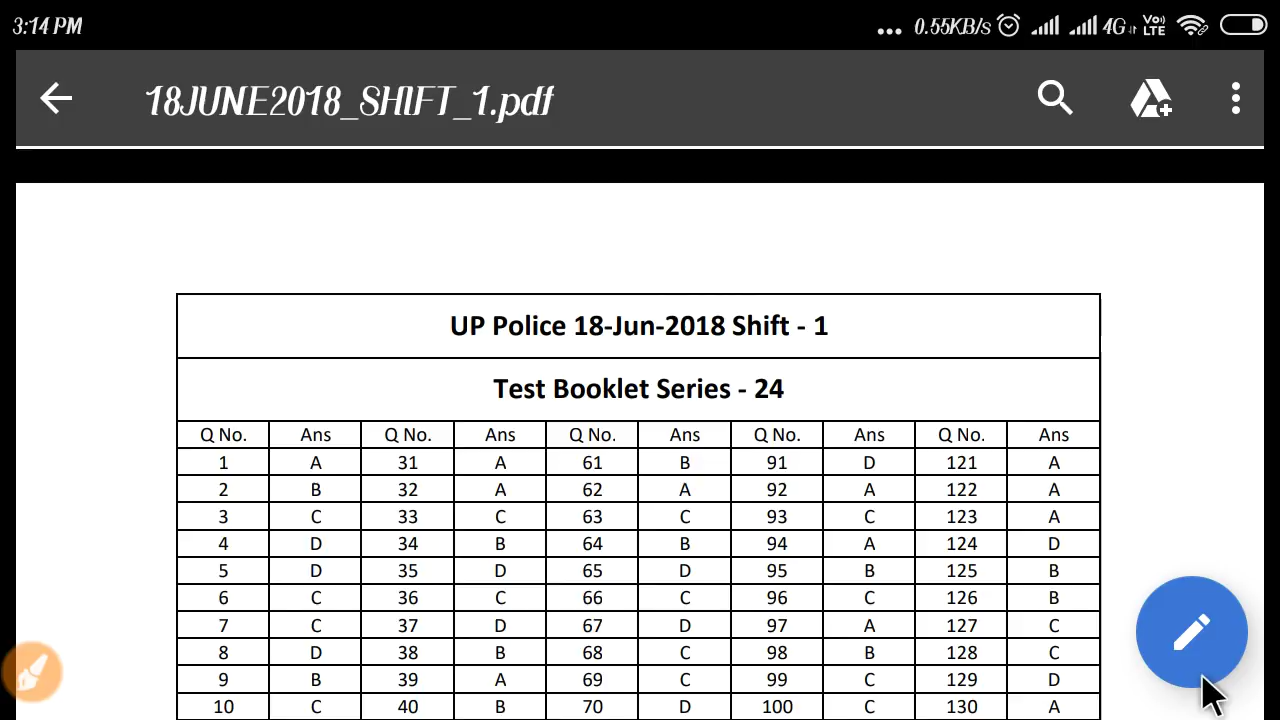 3:14 PM
... 0.55KB/s 4G Vo) LTE
18JUNE2018_SHIFT_1.pdf
UP Police 18-Jun-2018 Shift - 1
Test Booklet Series - 24
Q No. Ans Q No. Ans Q No. Ans Q No. Ans Q No. Ans
1 A 31 A 61 B 91 D 121 A
2 B 32 A 62 A 92 A 122 A
3 C 33 C 63 C 93 C 123 A
4 D 34 B 64 B 94 A 124 D
5 D 35 D 65 D 95 B 125 B
6 C 36 C 66 C 96 C 126 B
7 C 37 D 67 D 97 A 127 C
8 D 38 B 68 C 98 B 128 C
9 B 39 A 69 C 99 C 129 D
10 C 40 B 70 D 100 C 130 A